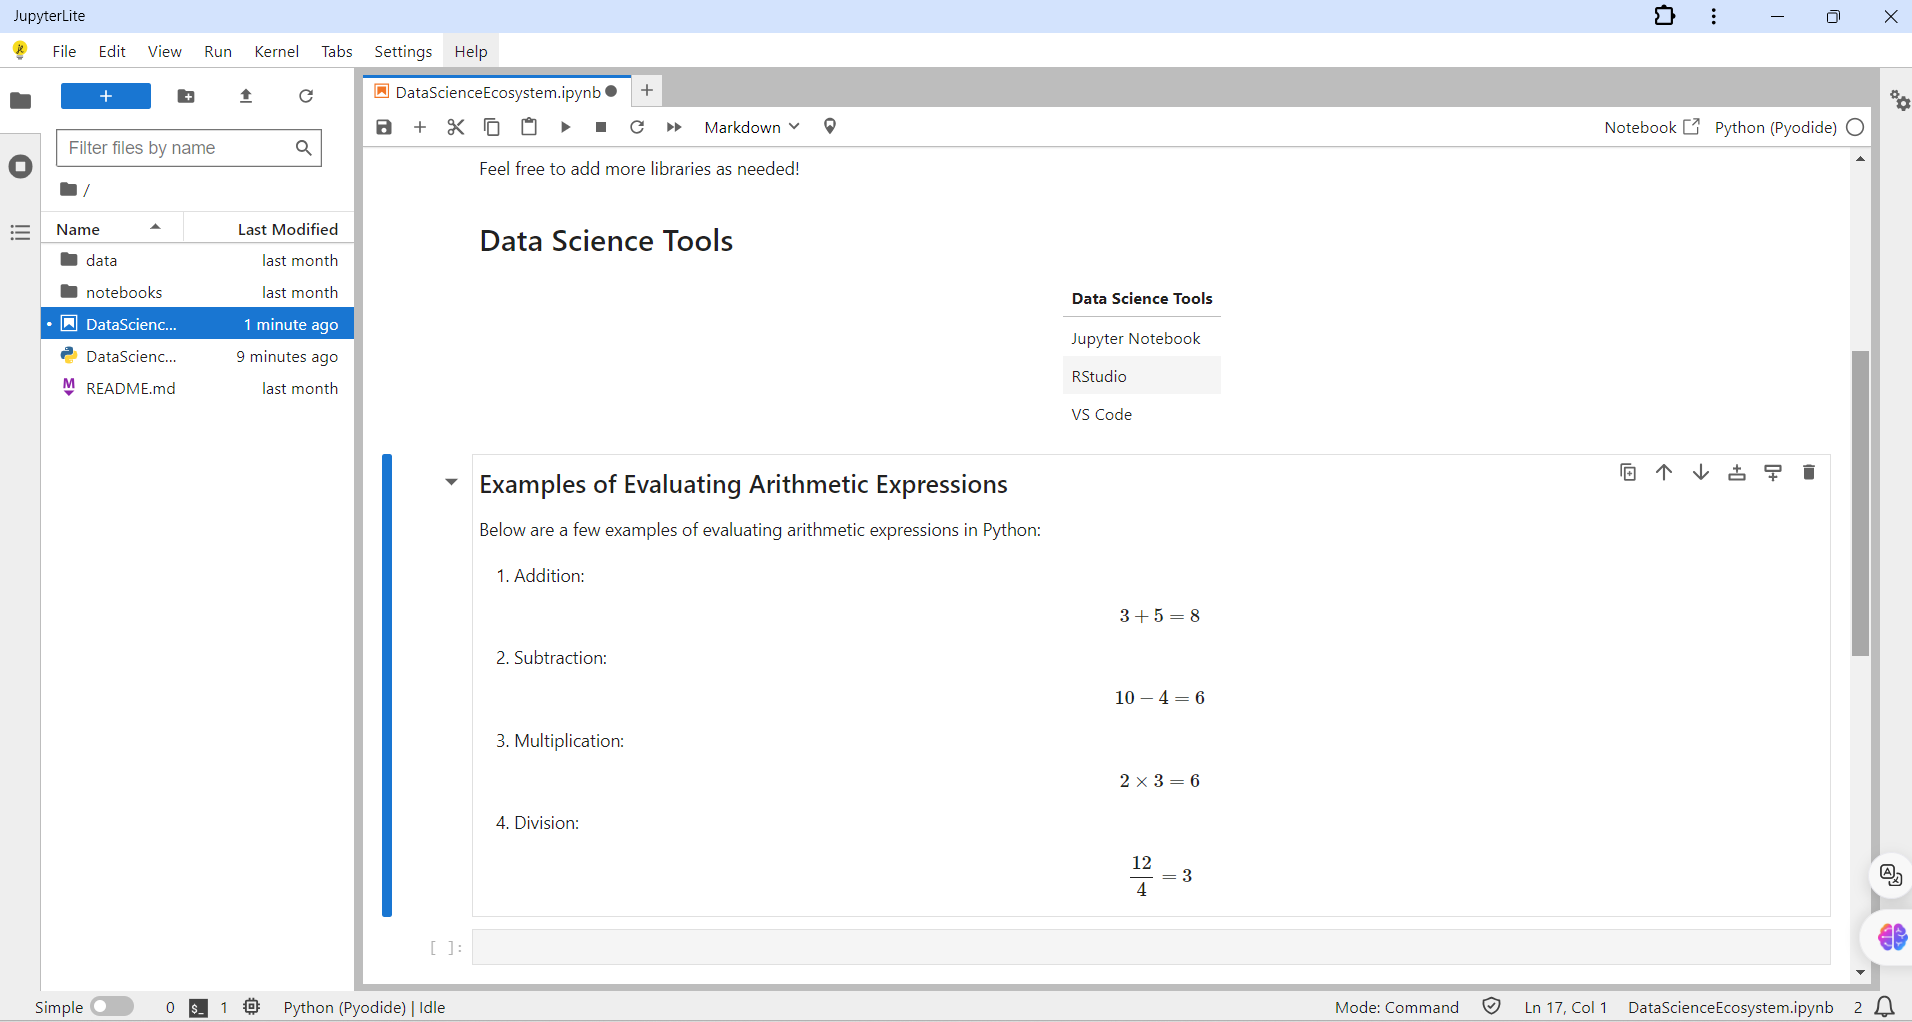 JupyterLite
File Edit View Run Kernel Tabs Settings Help
+
Filter files by name
/
Name Last Modified
data last month
notebooks last month
• DataScienc... 1 minute ago
DataScienc... 9 minutes ago
M README.md last month
DataScienceEcosystem.ipynb
Markdown
Notebook Python (Pyodide)
Feel free to add more libraries as needed!
Data Science Tools
Data Science Tools
Jupyter Notebook
RStudio
VS Code
Examples of Evaluating Arithmetic Expressions
Below are a few examples of evaluating arithmetic expressions in Python:
1. Addition:
3 + 5 = 8
2. Subtraction:
10 − 4 = 6
3. Multiplication:
2 × 3 = 6
4. Division:
12
— = 3
4
[ ]:
Simple 0 $_ 1 Python (Pyodide) | Idle Mode: Command Ln 17, Col 1 DataScienceEcosystem.ipynb 2